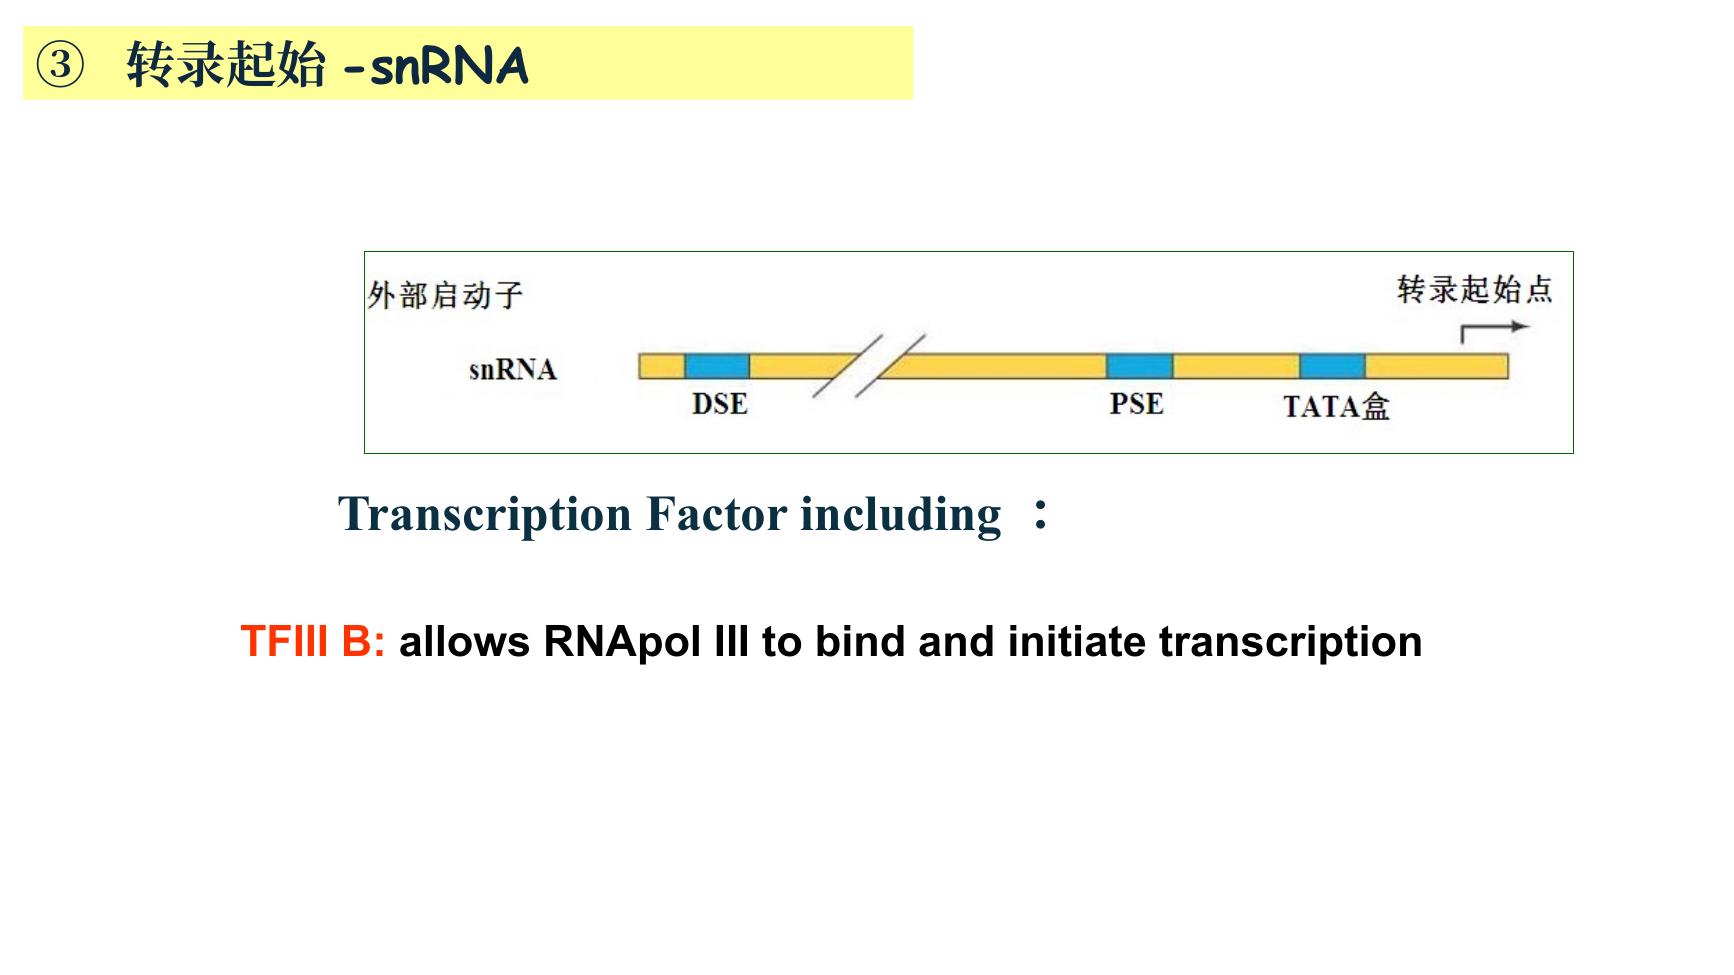 ③ 转录起始 -snRNA
外部启动子
转录起始点
snRNA
DSE
PSE
TATA盒
Transcription Factor including ：
TFIII B: allows RNApol III to bind and initiate transcription